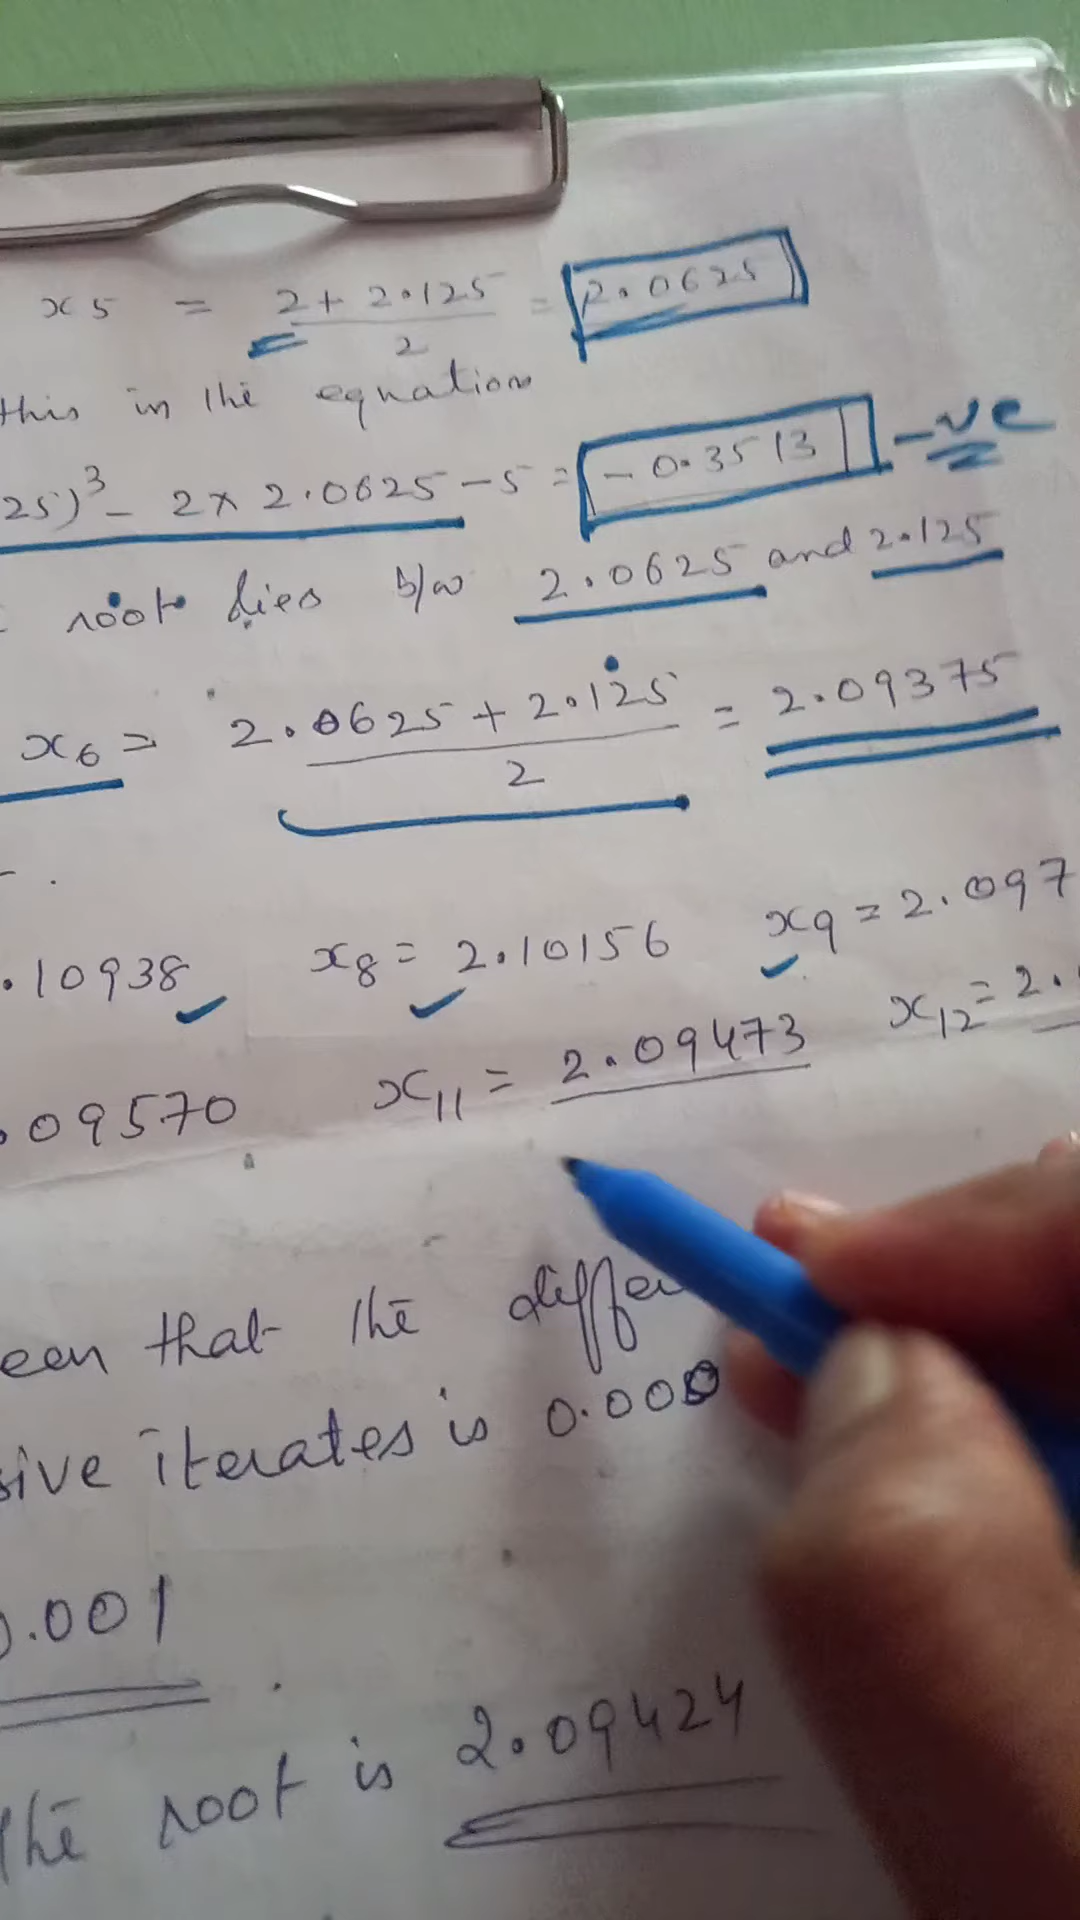 x5 = 2 + 2.125 / 2 = 2.0625
this in the equation
25)³ - 2 x 2.0625 - 5 = - 0.3513 -ve
root lies b/w 2.0625 and 2.125
x6 = 2.0625 + 2.125 / 2 = 2.09375
.10938 x8 = 2.10156 x9 = 2.097
.09570 x11 = 2.09473 x12 = 2.
een that the diffe
sive iterates is 0.000
0.001
the root is 2.09424